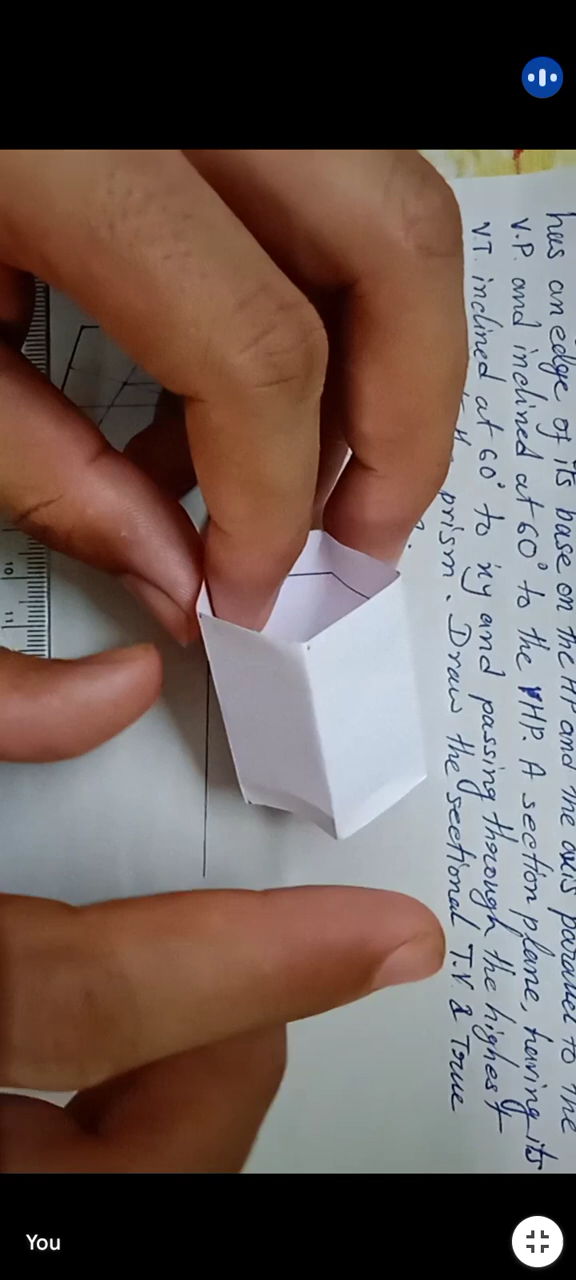 has an edge of its base on the HP and the axis parallel to the
V.P. and inclined at 60° to the HP. A section plane, having its
V.T. inclined at 60° to xy and passing through the highest
prism. Draw the sectional T.V. & True
10
11
You